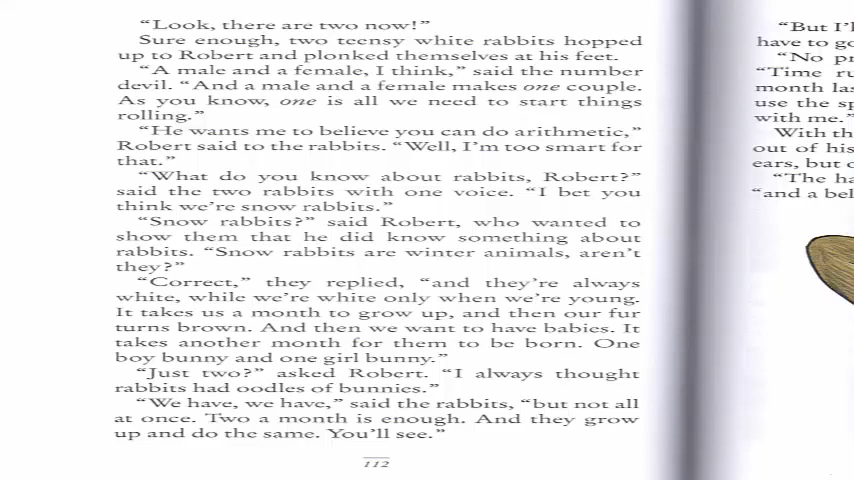 “Look, there are two now!”
Sure enough, two teensy white rabbits hopped
up to Robert and plonked themselves at his feet.
“A male and a female, I think,” said the number
devil. “And a male and a female makes one couple.
As you know, one is all we need to start things
rolling.”
“He wants me to believe you can do arithmetic,”
Robert said to the rabbits. “Well, I’m too smart for
that.”
“What do you know about rabbits, Robert?”
said the two rabbits with one voice. “I bet you
think we’re snow rabbits.”
“Snow rabbits?” said Robert, who wanted to
show them that he did know something about
rabbits. “Snow rabbits are winter animals, aren’t
they?”
“Correct,” they replied, “and they’re always
white, while we’re white only when we’re young.
It takes us a month to grow up, and then our fur
turns brown. And then we want to have babies. It
takes another month for them to be born. One
boy bunny and one girl bunny.”
“Just two?” asked Robert. “I always thought
rabbits had oodles of bunnies.”
“We have, we have,” said the rabbits, “but not all
at once. Two a month is enough. And they grow
up and do the same. You’ll see.”
112
“But I’l
have to go
“No pr
“Time ru
month las
use the sp
with me.”
With th
out of his
ears, but c
“The ha
“and a bel